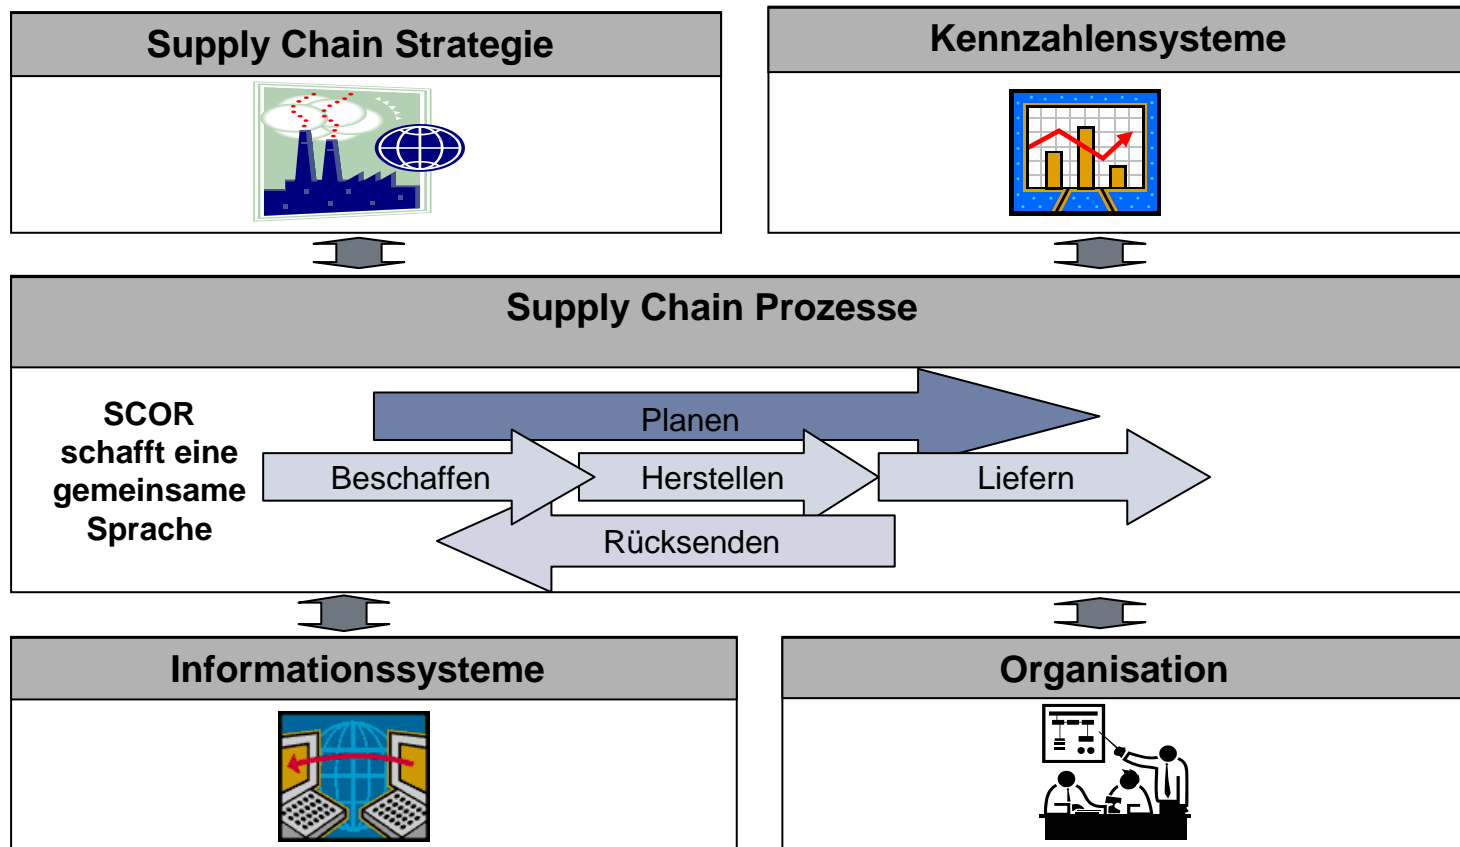 Supply Chain Strategie
Kennzahlensysteme
Supply Chain Prozesse
SCOR
schafft eine
gemeinsame
Sprache
Planen
Beschaffen
Herstellen
Liefern
Rücksenden
Informationssysteme
Organisation